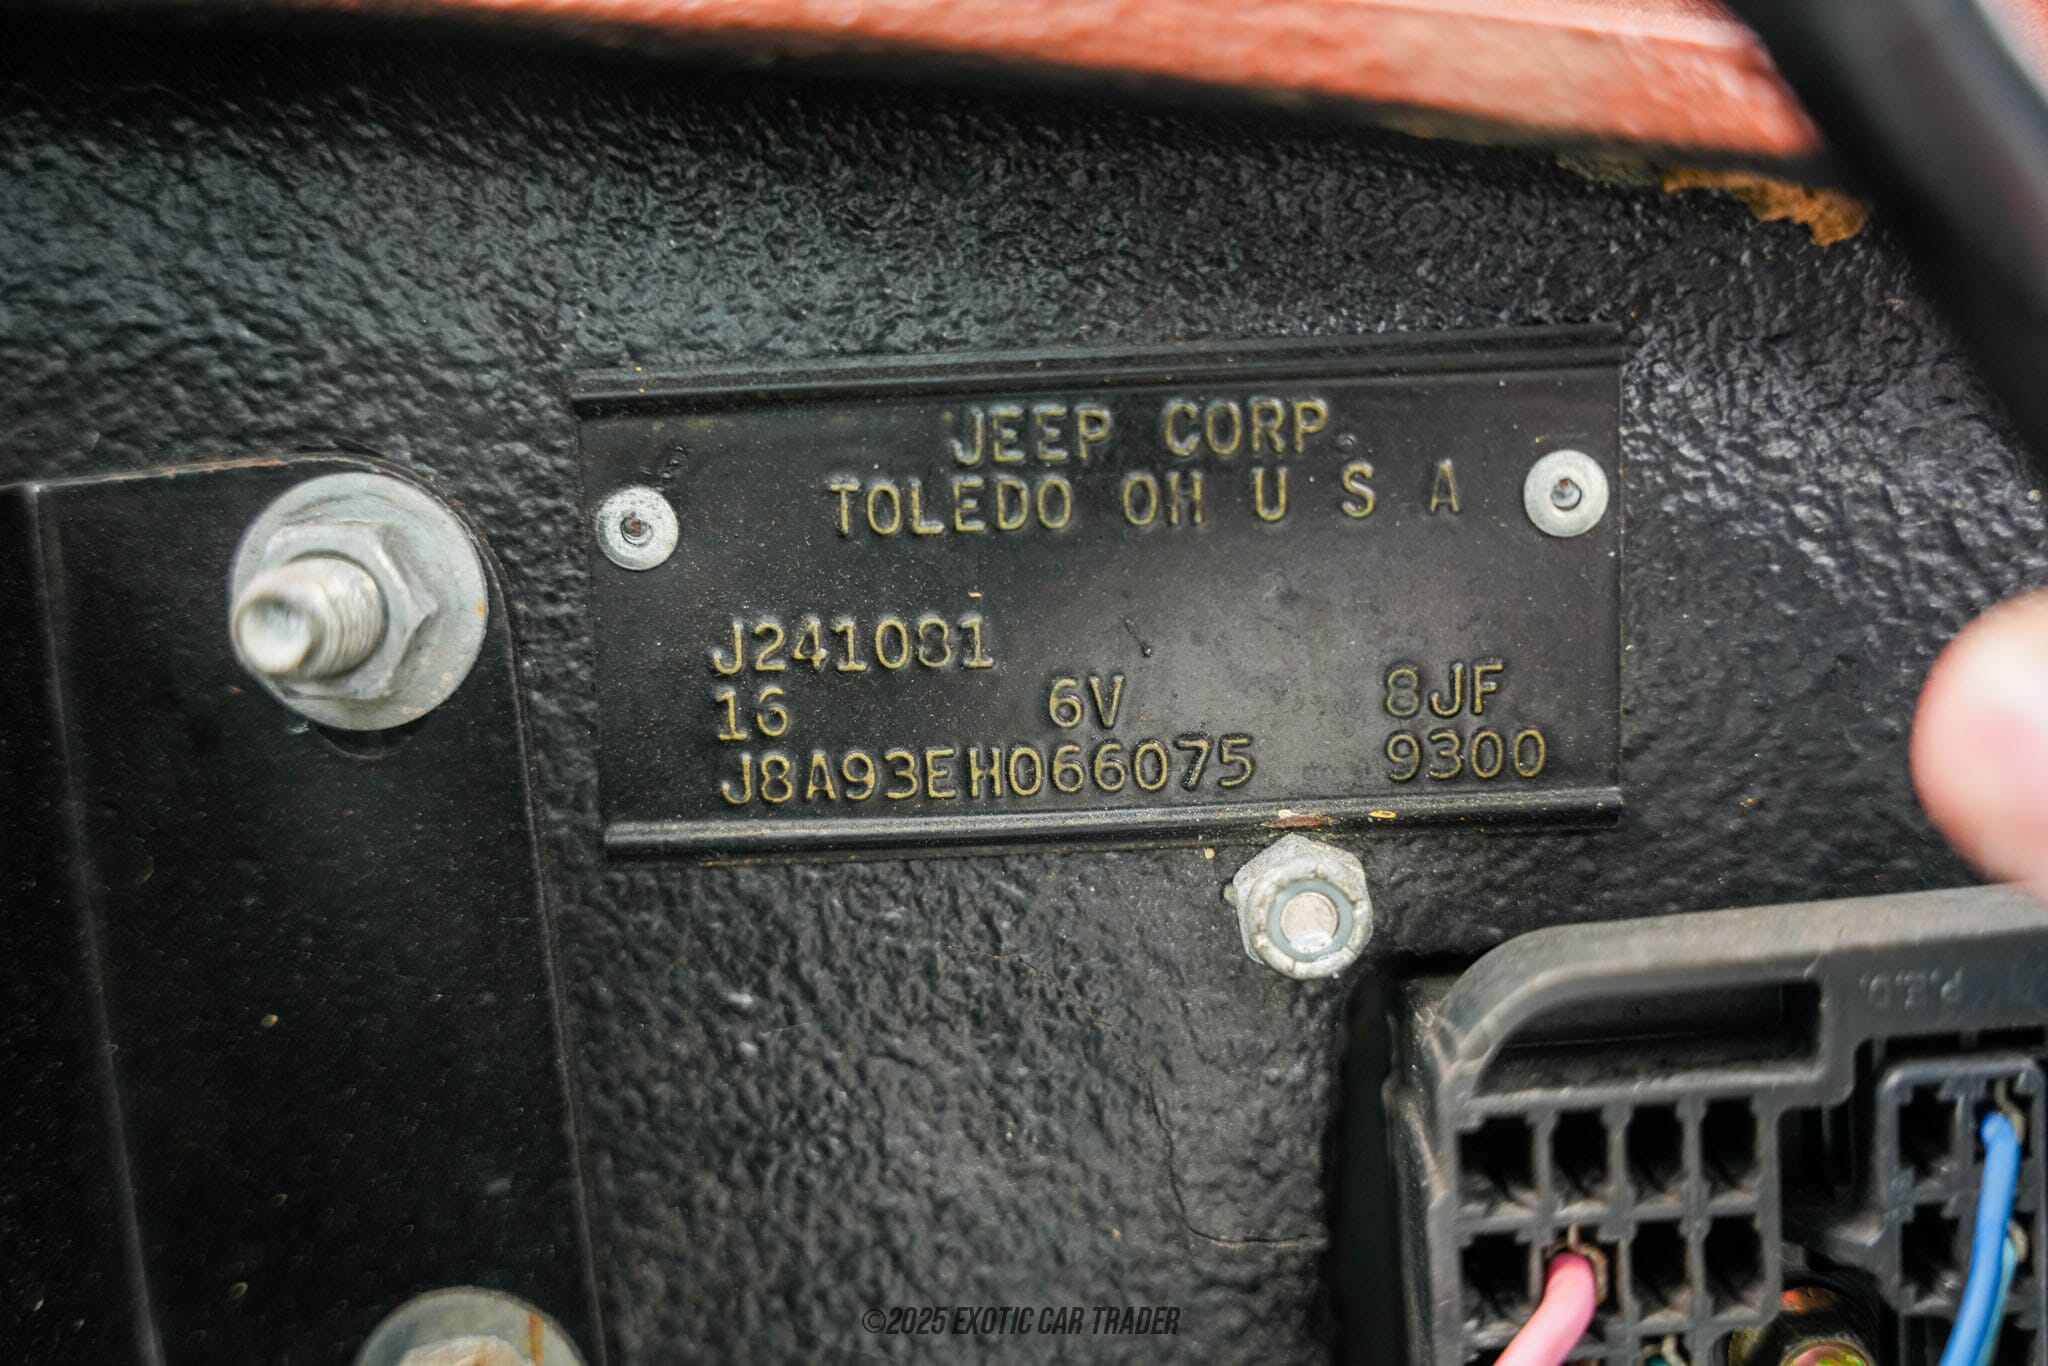 JEEP CORP.
TOLEDO OH U S A
J241081
16 6V 8JF
J8A93EH066075 9300
P.E.D.
©2025 EXOTIC CAR TRADER